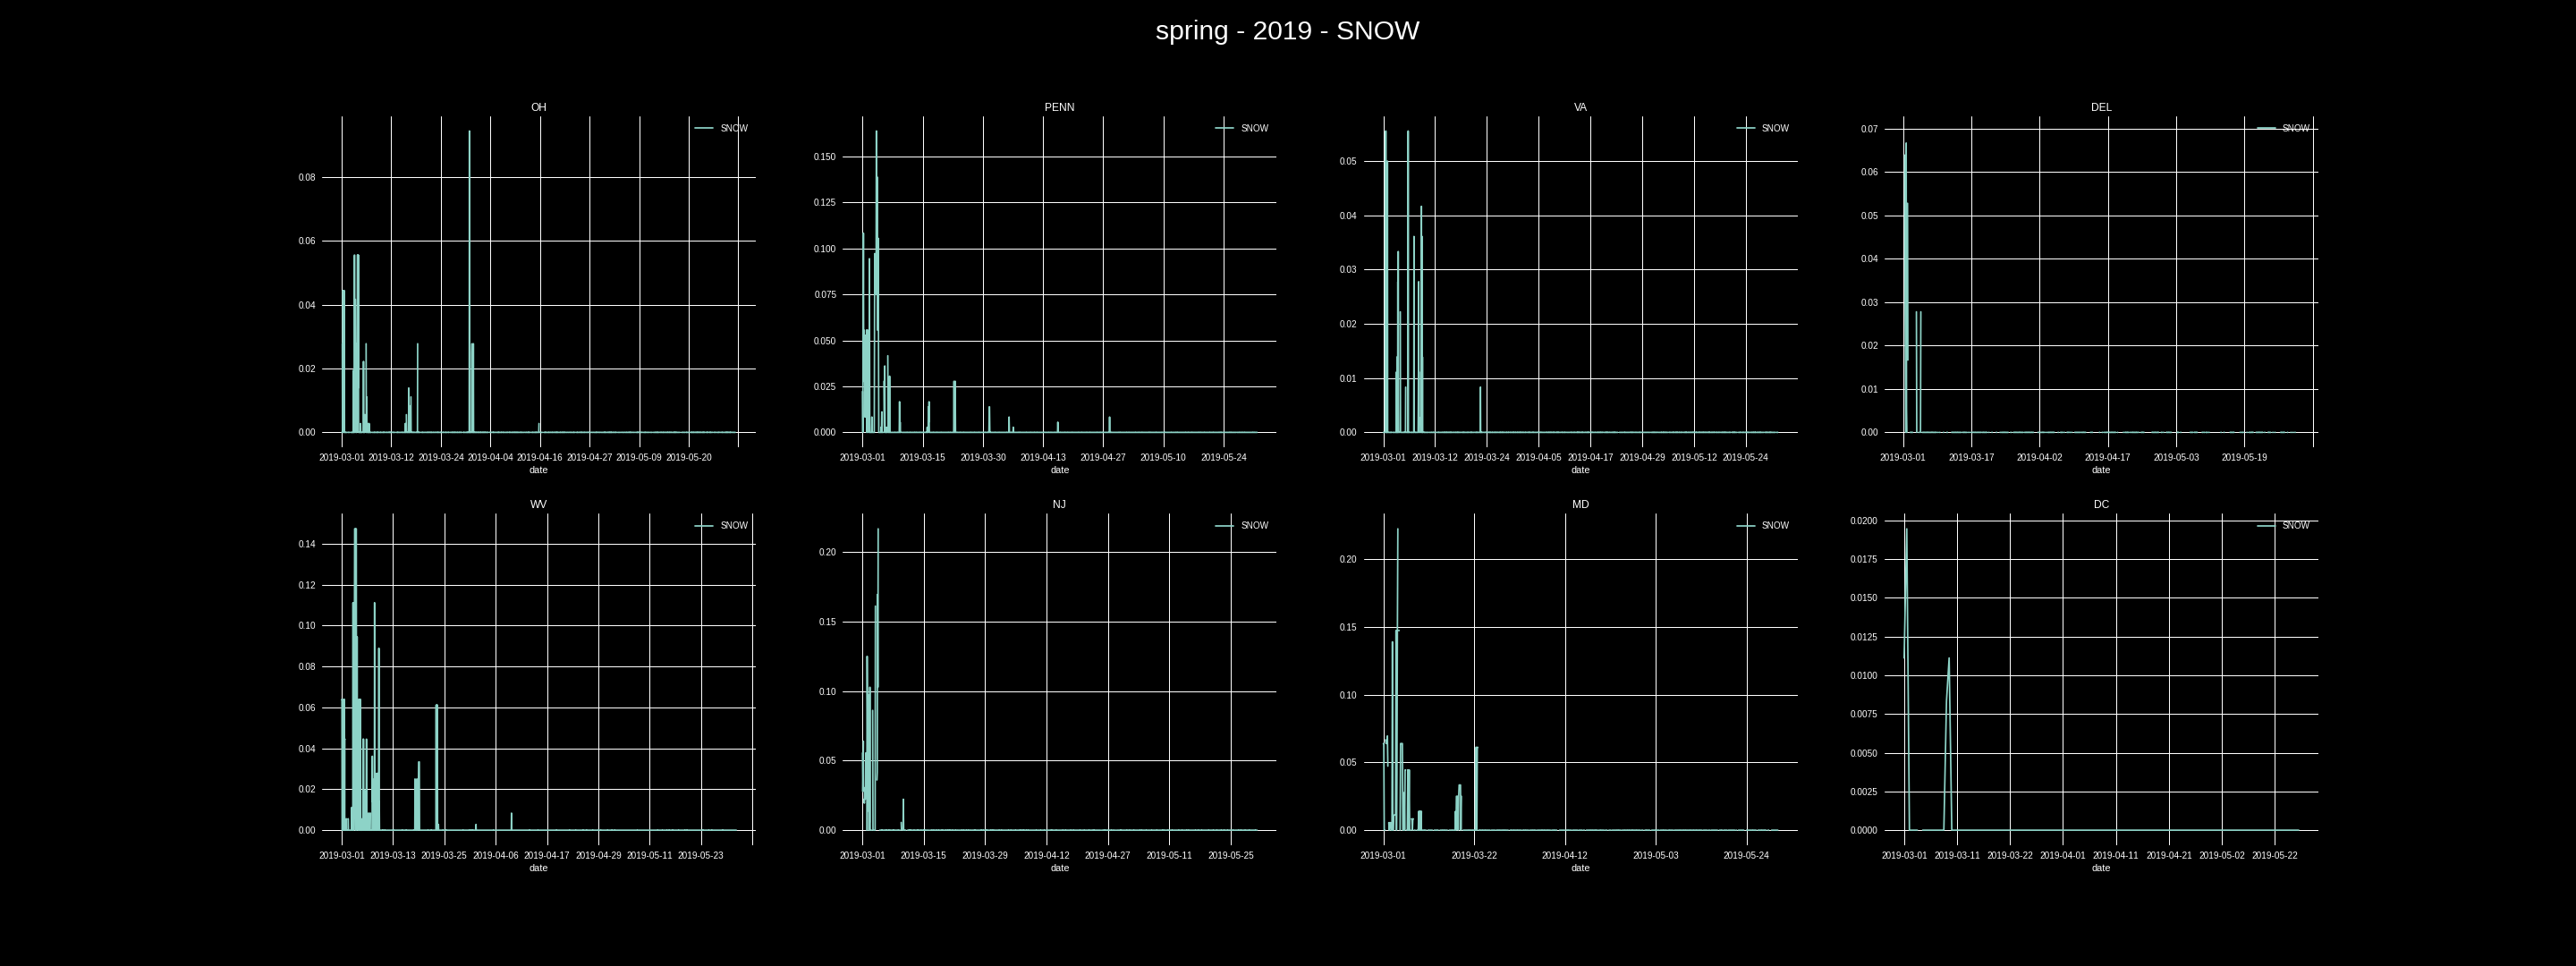 spring - 2019 - SNOW
OH
SNOW
0.08
0.06
0.04
0.02
0.00
2019-03-01 2019-03-12 2019-03-24 2019-04-04 2019-04-16 2019-04-27 2019-05-09 2019-05-20
date
PENN
SNOW
0.150
0.125
0.100
0.075
0.050
0.025
0.000
2019-03-01 2019-03-15 2019-03-30 2019-04-13 2019-04-27 2019-05-10 2019-05-24
date
VA
SNOW
0.05
0.04
0.03
0.02
0.01
0.00
2019-03-01 2019-03-12 2019-03-24 2019-04-05 2019-04-17 2019-04-29 2019-05-12 2019-05-24
date
DEL
SNOW
0.07
0.06
0.05
0.04
0.03
0.02
0.01
0.00
2019-03-01 2019-03-17 2019-04-02 2019-04-17 2019-05-03 2019-05-19
date
WV
SNOW
0.14
0.12
0.10
0.08
0.06
0.04
0.02
0.00
2019-03-01 2019-03-13 2019-03-25 2019-04-06 2019-04-17 2019-04-29 2019-05-11 2019-05-23
date
NJ
SNOW
0.20
0.15
0.10
0.05
0.00
2019-03-01 2019-03-15 2019-03-29 2019-04-12 2019-04-27 2019-05-11 2019-05-25
date
MD
SNOW
0.20
0.15
0.10
0.05
0.00
2019-03-01 2019-03-22 2019-04-12 2019-05-03 2019-05-24
date
DC
SNOW
0.0200
0.0175
0.0150
0.0125
0.0100
0.0075
0.0050
0.0025
0.0000
2019-03-01 2019-03-11 2019-03-22 2019-04-01 2019-04-11 2019-04-21 2019-05-02 2019-05-22
date